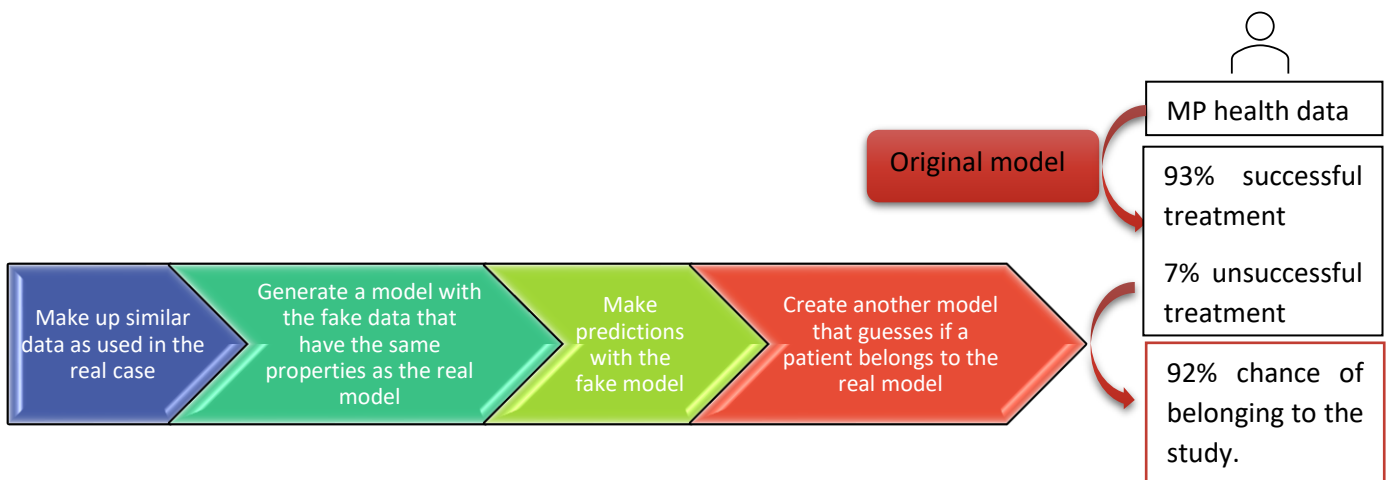 MP health data
Original model
93% successful
treatment
7% unsuccessful
treatment
Make up similar
data as used in the
real case
Generate a model with
the fake data that
have the same
properties as the real
model
Make
predictions
with the
fake model
Create another model
that guesses if a
patient belongs to the
real model
92% chance of
belonging to the
study.